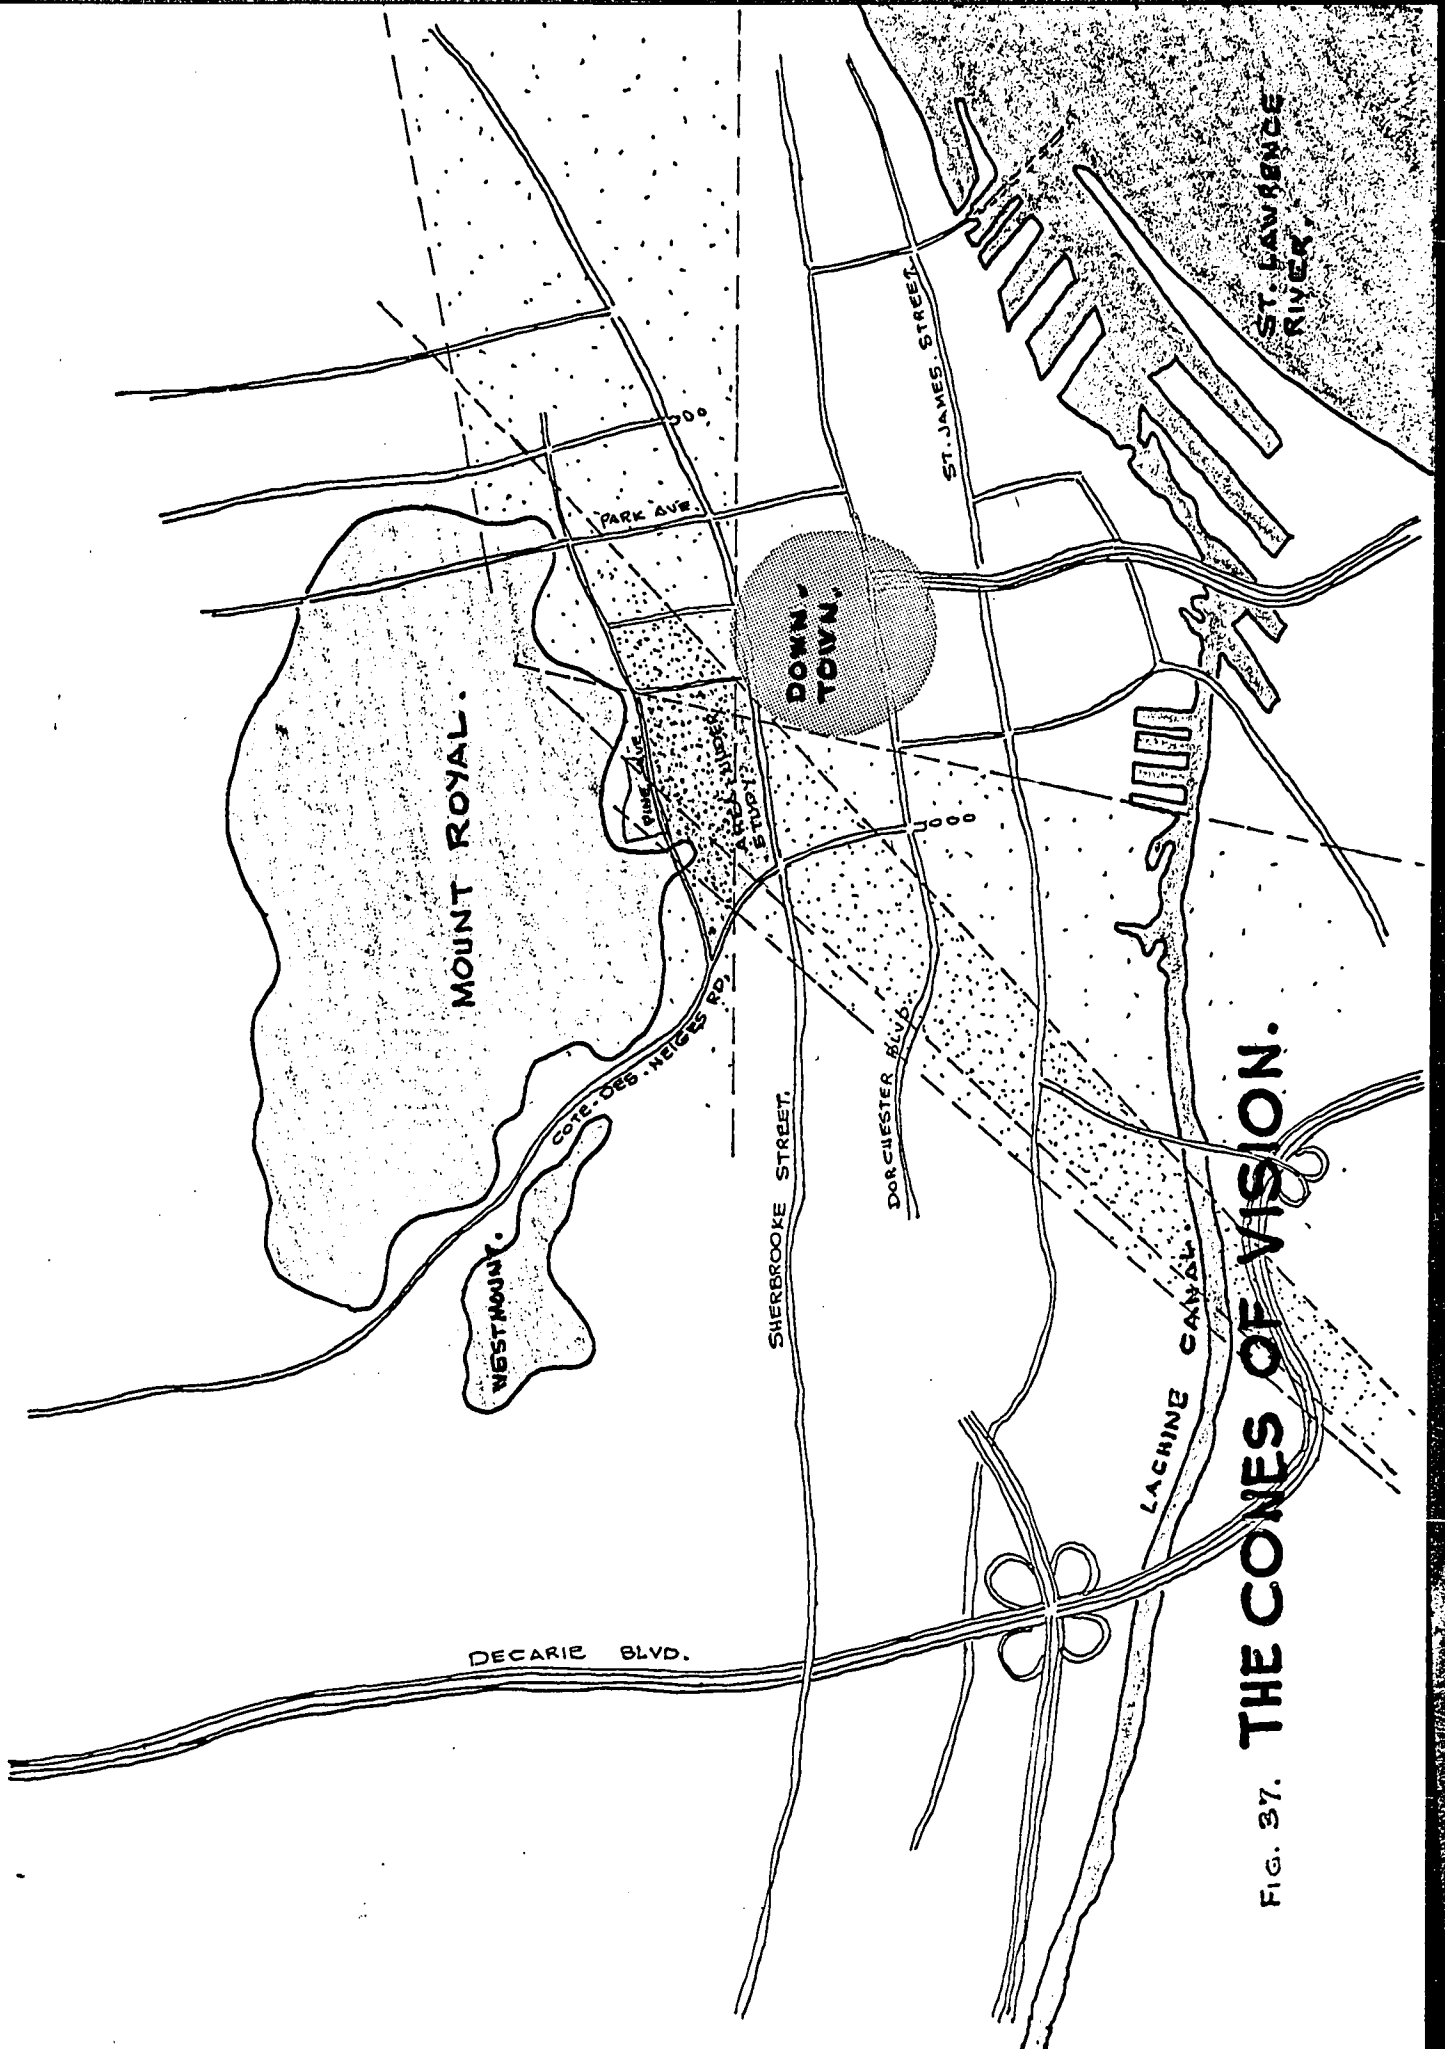 MOUNT ROYAL.
WESTMOUNT.
COTE-DES-NEIGES RD,
PARK AVE.
PINE AVE.
AREA UNDER
STUDY.
DOWN-
TOWN.
SHERBROOKE STREET.
DORCHESTER BLVD.
ST. JAMES. STREET.
DECARIE BLVD.
LACHINE CANAL.
ST. LAWRENCE
RIVER.
FIG. 37. THE CONES OF VISION.